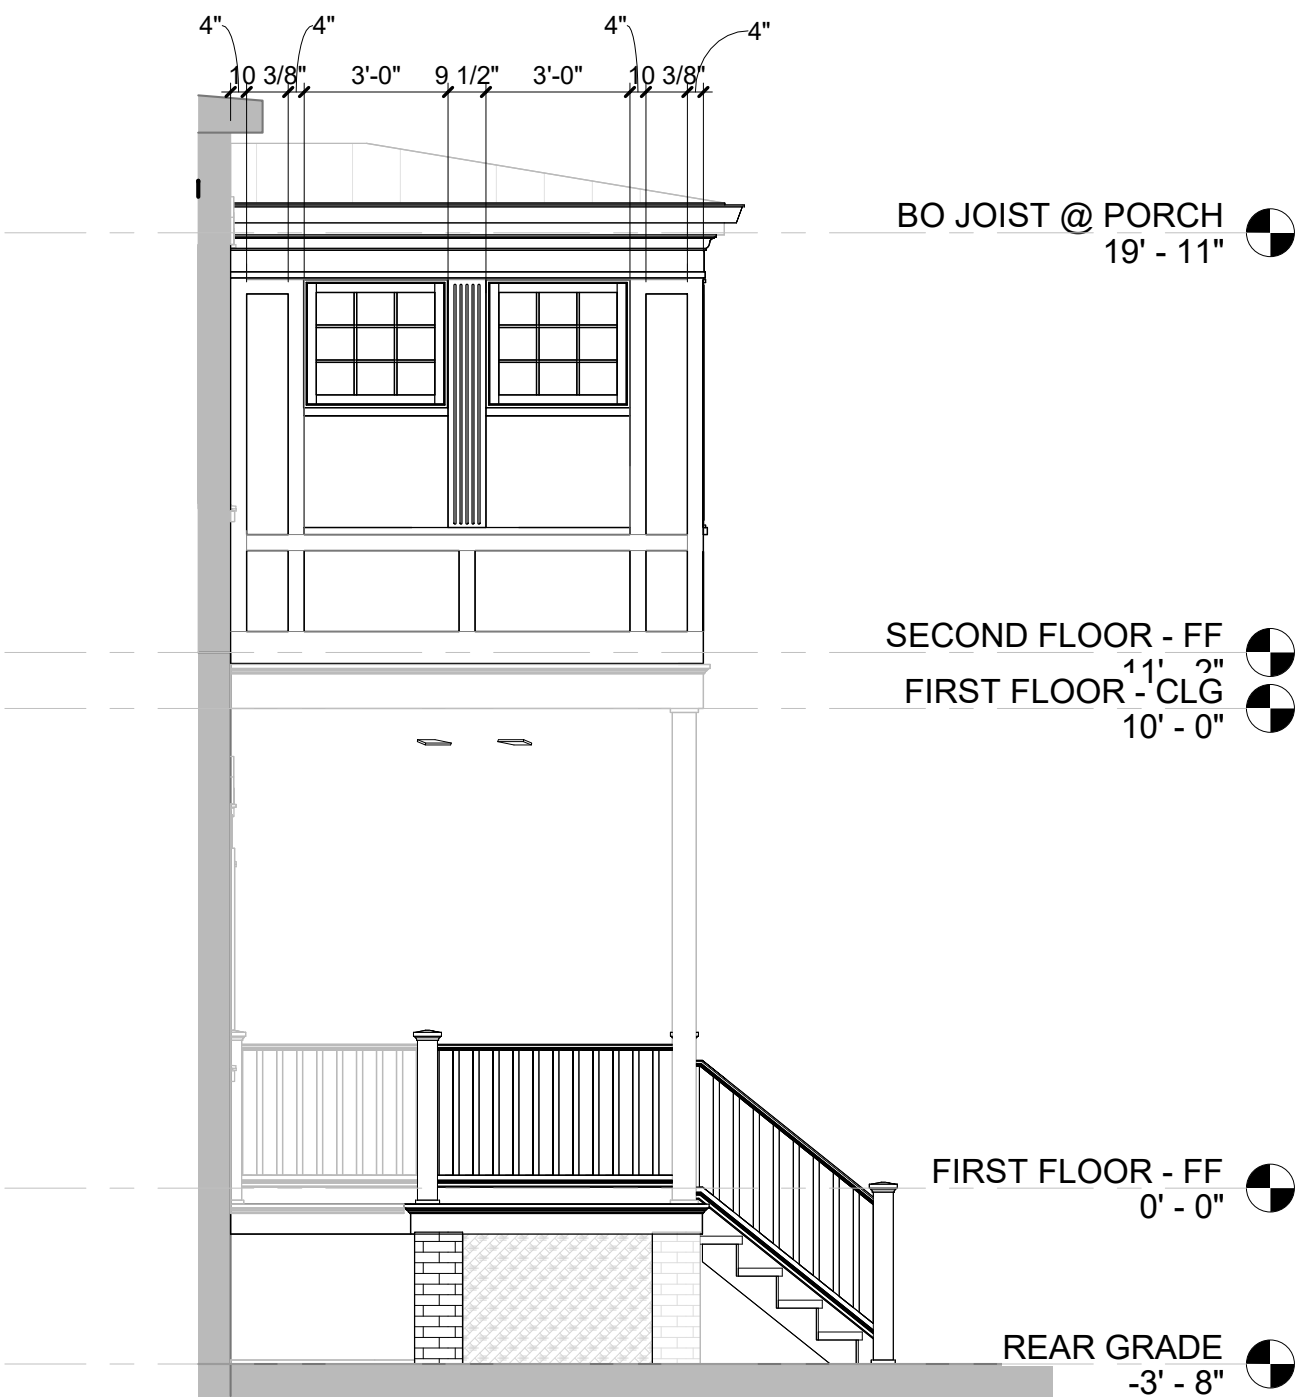 4" 4" 4" 4"
10 3/8" 3'-0" 9 1/2" 3'-0" 10 3/8"
BO JOIST @ PORCH
19' - 11"
SECOND FLOOR - FF
11' - 2"
FIRST FLOOR - CLG
10' - 0"
FIRST FLOOR - FF
0' - 0"
REAR GRADE
-3' - 8"